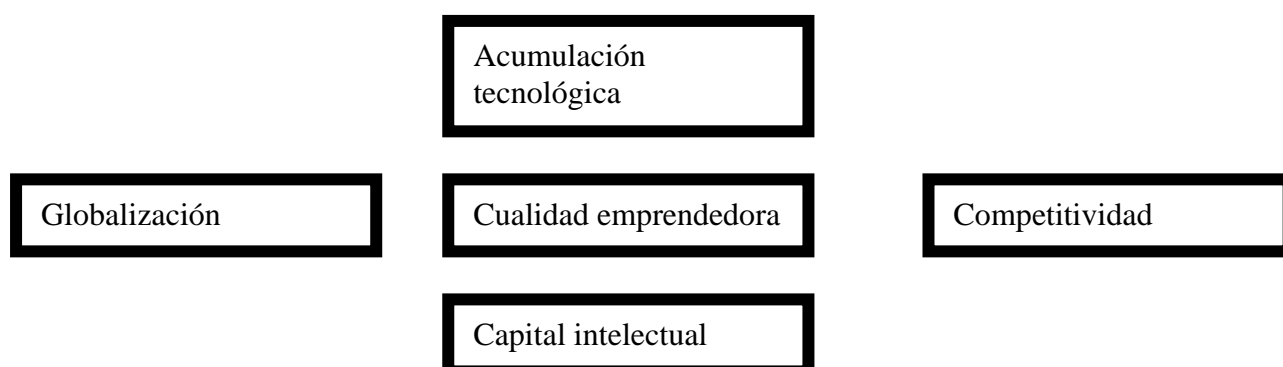 Acumulación
tecnológica
Globalización
Cualidad emprendedora
Competitividad
Capital intelectual